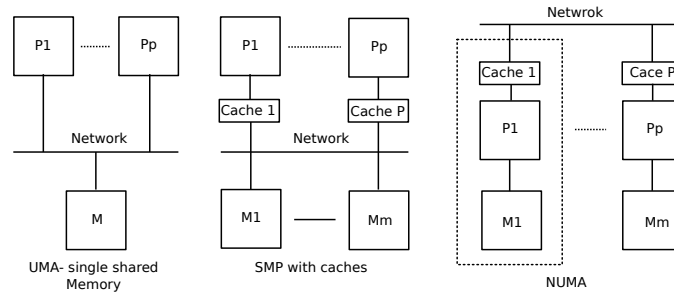 P1
Pp
Network
M
UMA- single shared
Memory
P1
Pp
Cache 1
Cache P
Network
M1
Mm
SMP with caches
Netwrok
Cache 1
Cace P
P1
Pp
M1
Mm
NUMA